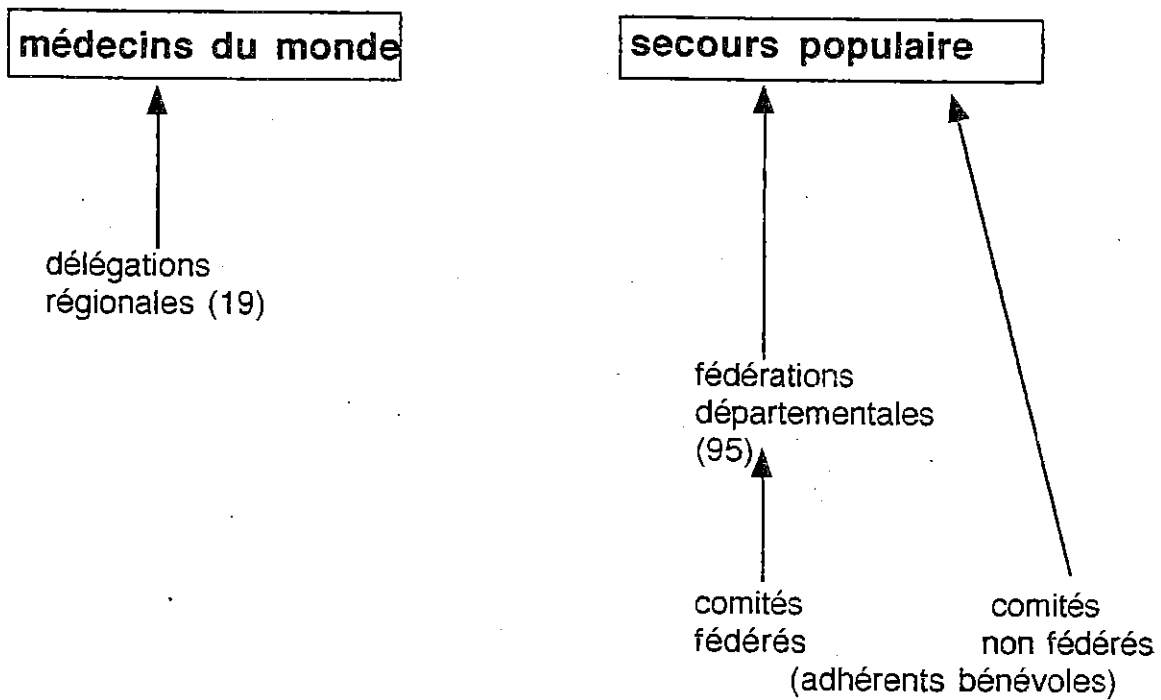 médecins du monde
secours populaire
délégations
régionales (19)
fédérations
départementales
(95)
comités
fédérés
comités
non fédérés
(adhérents bénévoles)